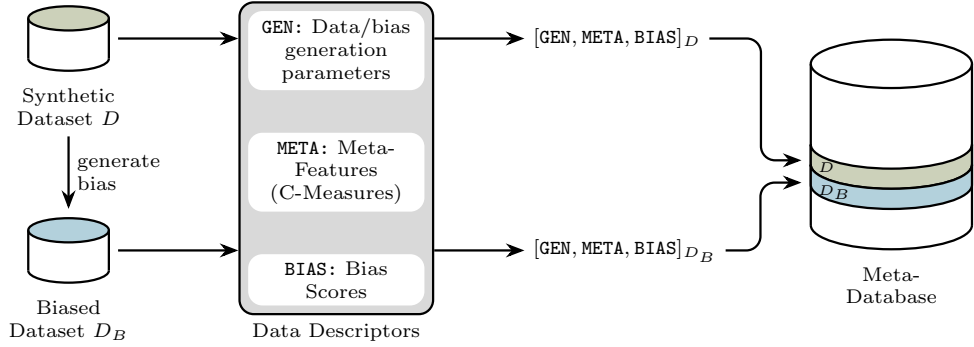 Synthetic
Dataset D
generate
bias
Biased
Dataset D_B
GEN: Data/bias
generation
parameters
META: Meta-
Features
(C-Measures)
BIAS: Bias
Scores
Data Descriptors
[GEN, META, BIAS]_D
[GEN, META, BIAS]_{D_B}
D
D_B
Meta-
Database